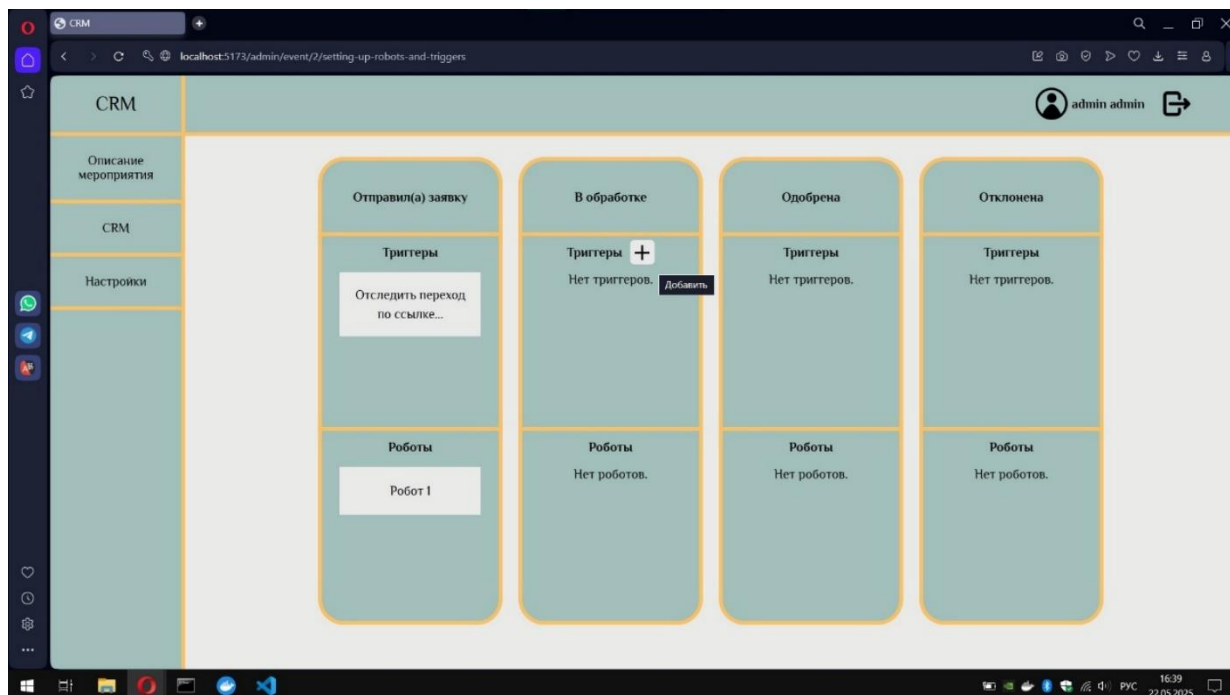 CRM
localhost:5173/admin/event/2/setting-up-robots-and-triggers
CRM
admin admin
Описание
мероприятия
CRM
Настройки
Отправил(а) заявку
Триггеры
Отследить переход
по ссылке...
Роботы
Робот 1
В обработке
Триггеры
Нет триггеров.
Добавить
Роботы
Нет роботов.
Одобрена
Триггеры
Нет триггеров.
Роботы
Нет роботов.
Отклонена
Триггеры
Нет триггеров.
Роботы
Нет роботов.
РУС
16:39
22.05.2025